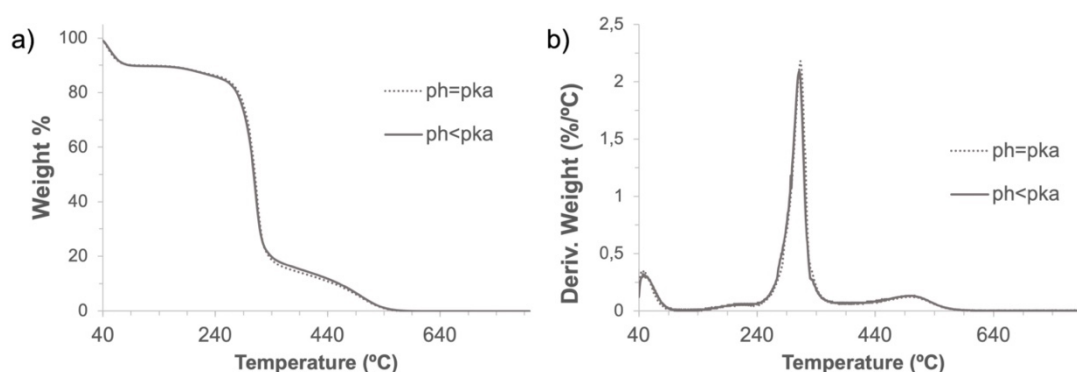 a)
100
80
60
40
20
0
Weight %
ph=pka
ph<pka
40
240
440
640
Temperature (ºC)
b)
2,5
2
1,5
1
0,5
0
Deriv. Weight (%/ºC)
ph=pka
ph<pka
40
240
440
640
Temperature (ºC)